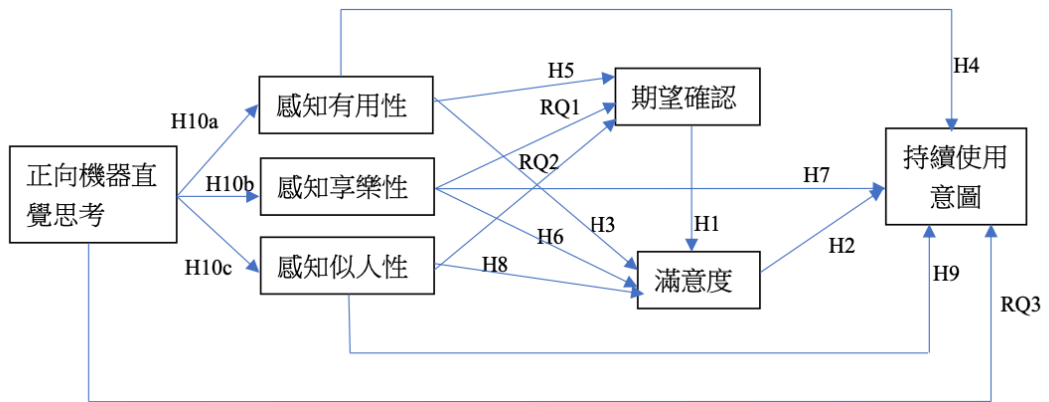 H4
H5
感知有用性
期望確認
RQ1
H10a
持續使用
意圖
正向機器直
覺思考
RQ2
H10b
感知享樂性
H7
H3
H1
H6
H2
H10c
感知似人性
H8
滿意度
H9
RQ3